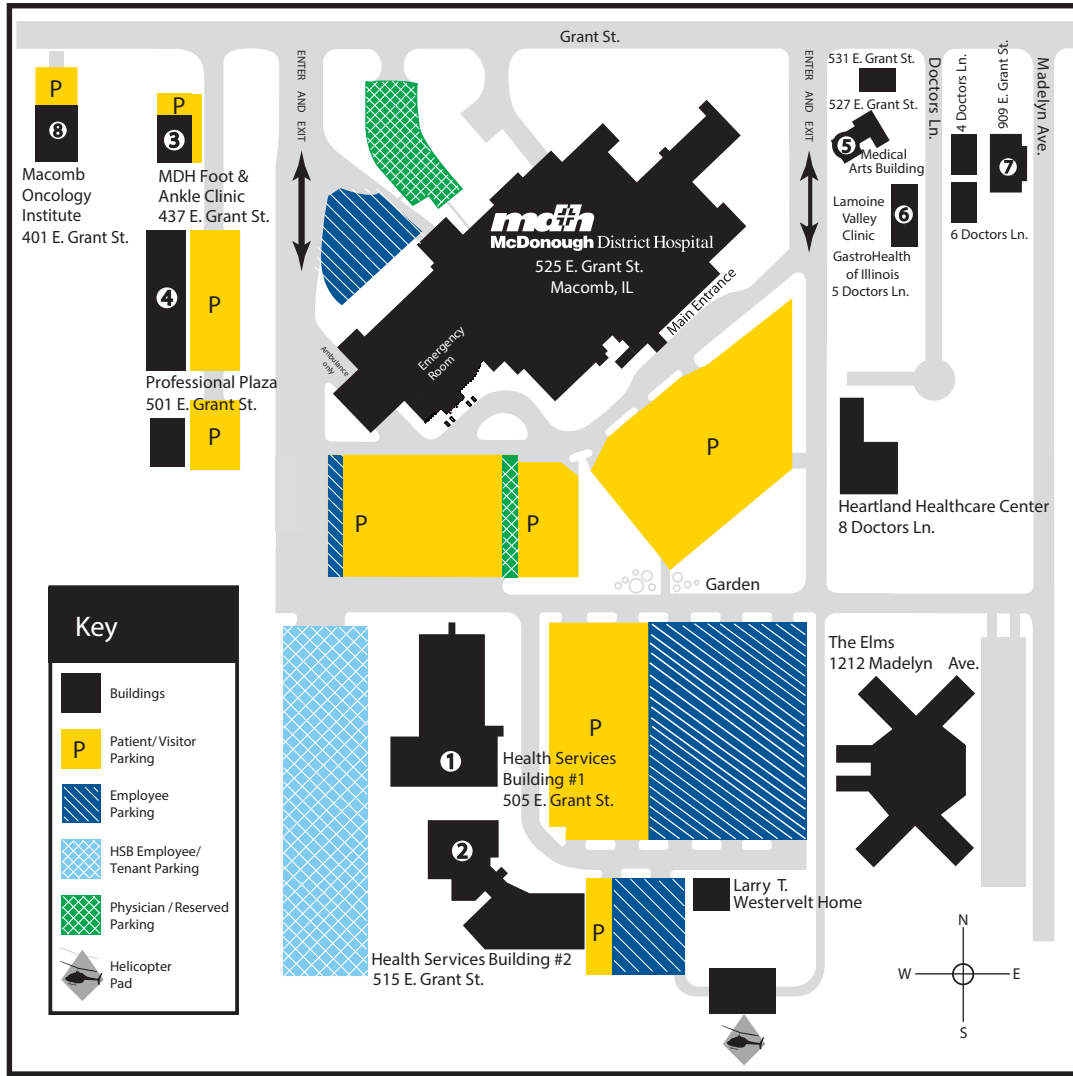 Grant St.
ENTER AND EXIT
ENTER AND EXIT
P
8
Macomb
Oncology
Institute
401 E. Grant St.
P
3
MDH Foot &
Ankle Clinic
437 E. Grant St.
4
P
Professional Plaza
501 E. Grant St.
P
mdh
McDonough District Hospital
525 E. Grant St.
Macomb, IL
Main Entrance
Emergency
Room
Ambulance
only
531 E. Grant St.
527 E. Grant St.
5
Medical
Arts Building
Lamoine
Valley
Clinic
6
GastroHealth
of Illinois
5 Doctors Ln.
Doctors Ln.
4 Doctors Ln.
6 Doctors Ln.
909 E. Grant St.
7
Madelyn Ave.
P
P
P
Heartland Healthcare Center
8 Doctors Ln.
Garden
Key
Buildings
P
Patient/Visitor
Parking
Employee
Parking
HSB Employee/
Tenant Parking
Physician / Reserved
Parking
Helicopter
Pad
1
Health Services
Building #1
505 E. Grant St.
P
2
Health Services Building #2
515 E. Grant St.
P
Larry T.
Westervelt Home
The Elms
1212 Madelyn Ave.
N
W
E
S